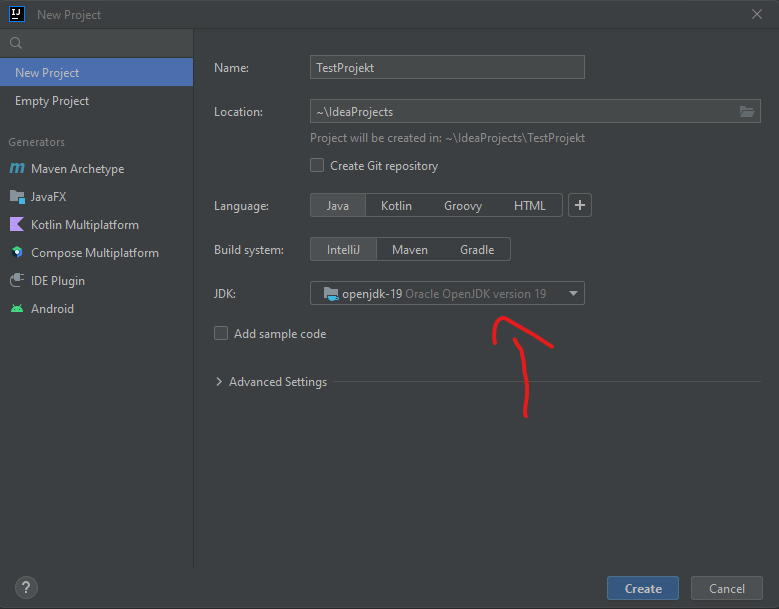 IJ
New Project
New Project
Empty Project
Generators
m Maven Archetype
JavaFX
Kotlin Multiplatform
Compose Multiplatform
IDE Plugin
Android
Name: TestProjekt
Location: ~\IdeaProjects
Project will be created in: ~\IdeaProjects\TestProjekt
Create Git repository
Language: Java Kotlin Groovy HTML +
Build system: IntelliJ Maven Gradle
JDK: openjdk-19 Oracle OpenJDK version 19
Add sample code
Advanced Settings
? Create Cancel